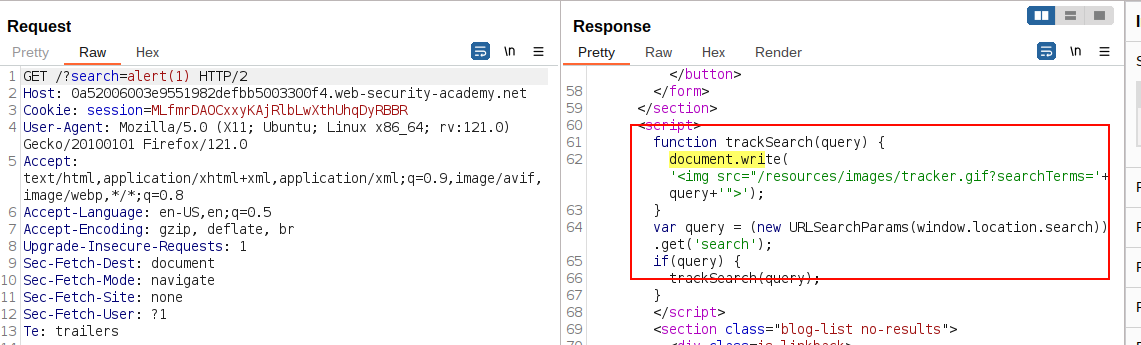 Request
Pretty Raw Hex \n
1 GET /?search=alert(1) HTTP/2
2 Host: 0a52006003e9551982defbb5003300f4.web-security-academy.net
3 Cookie: session=MLfmrDAOCxxyKAjRlbLwXthUhqDyRBBR
4 User-Agent: Mozilla/5.0 (X11; Ubuntu; Linux x86_64; rv:121.0)
Gecko/20100101 Firefox/121.0
5 Accept:
text/html,application/xhtml+xml,application/xml;q=0.9,image/avif,
image/webp,*/*;q=0.8
6 Accept-Language: en-US,en;q=0.5
7 Accept-Encoding: gzip, deflate, br
8 Upgrade-Insecure-Requests: 1
9 Sec-Fetch-Dest: document
10 Sec-Fetch-Mode: navigate
11 Sec-Fetch-Site: none
12 Sec-Fetch-User: ?1
13 Te: trailers
Response
Pretty Raw Hex Render \n
</button>
58 </form>
59 </section>
60 <script>
61 function trackSearch(query) {
62 document.write(
'<img src="/resources/images/tracker.gif?searchTerms='+
query+'">');
63 }
64 var query = (new URLSearchParams(window.location.search))
.get('search');
65 if(query) {
66 trackSearch(query);
67 }
68 </script>
69 <section class="blog-list no-results">